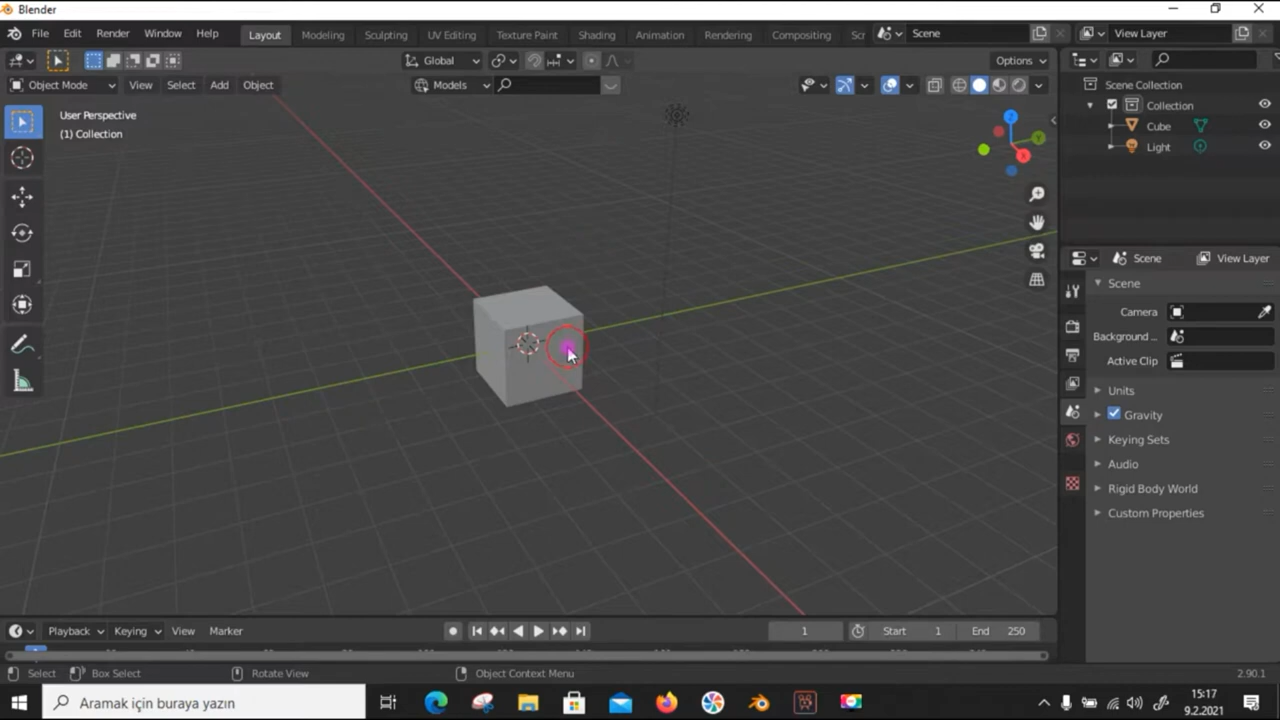 Blender
File Edit Render Window Help Layout Modeling Sculpting UV Editing Texture Paint Shading Animation Rendering Compositing Scr Scene View Layer
Global Options
Object Mode View Select Add Object Models
User Perspective
(1) Collection
Scene Collection
Collection
Cube
Light
Scene View Layer
Scene
Camera
Background ...
Active Clip
Units
Gravity
Keying Sets
Audio
Rigid Body World
Custom Properties
Playback Keying View Marker 1 Start 1 End 250
Select Box Select Rotate View Object Context Menu 2.90.1
Aramak için buraya yazın
15:17
9.2.2021